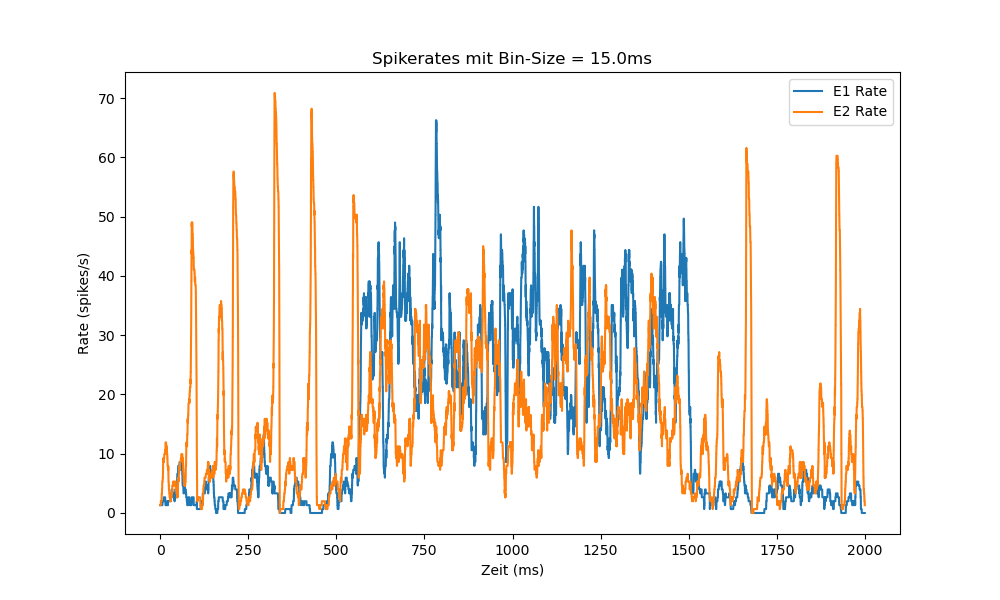 Spikerates mit Bin-Size = 15.0ms
E1 Rate
E2 Rate
Rate (spikes/s)
70
60
50
40
30
20
10
0
0 250 500 750 1000 1250 1500 1750 2000
Zeit (ms)